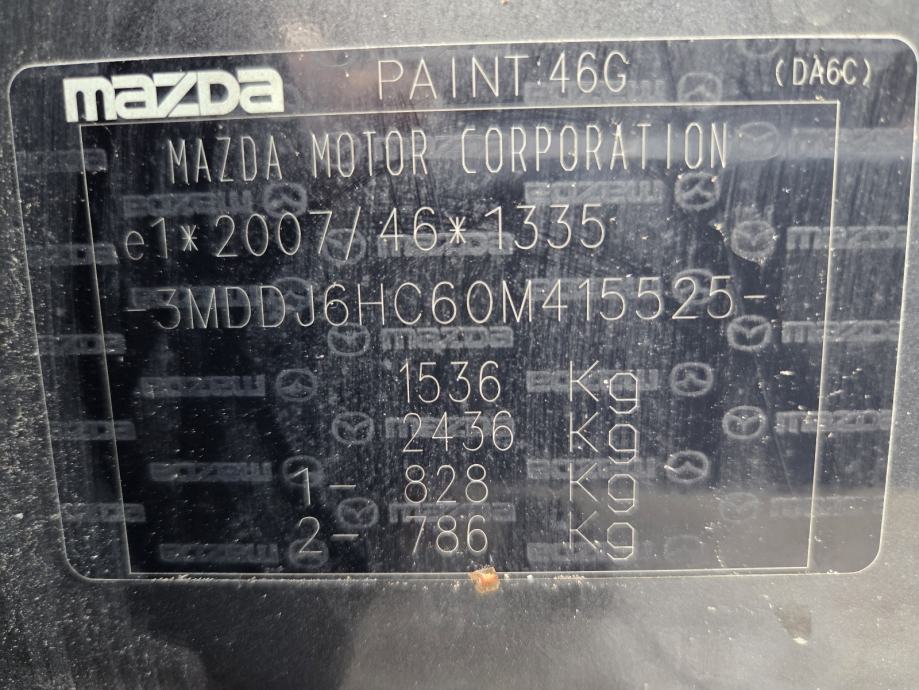 mazda PAINT:46G (DA6C)
MAZDA MOTOR CORPORATION
e1*2007/46*1335
-3MDDJ6HC60M415525-
1536 Kg
2436 Kg
1- 828 Kg
2- 786 Kg